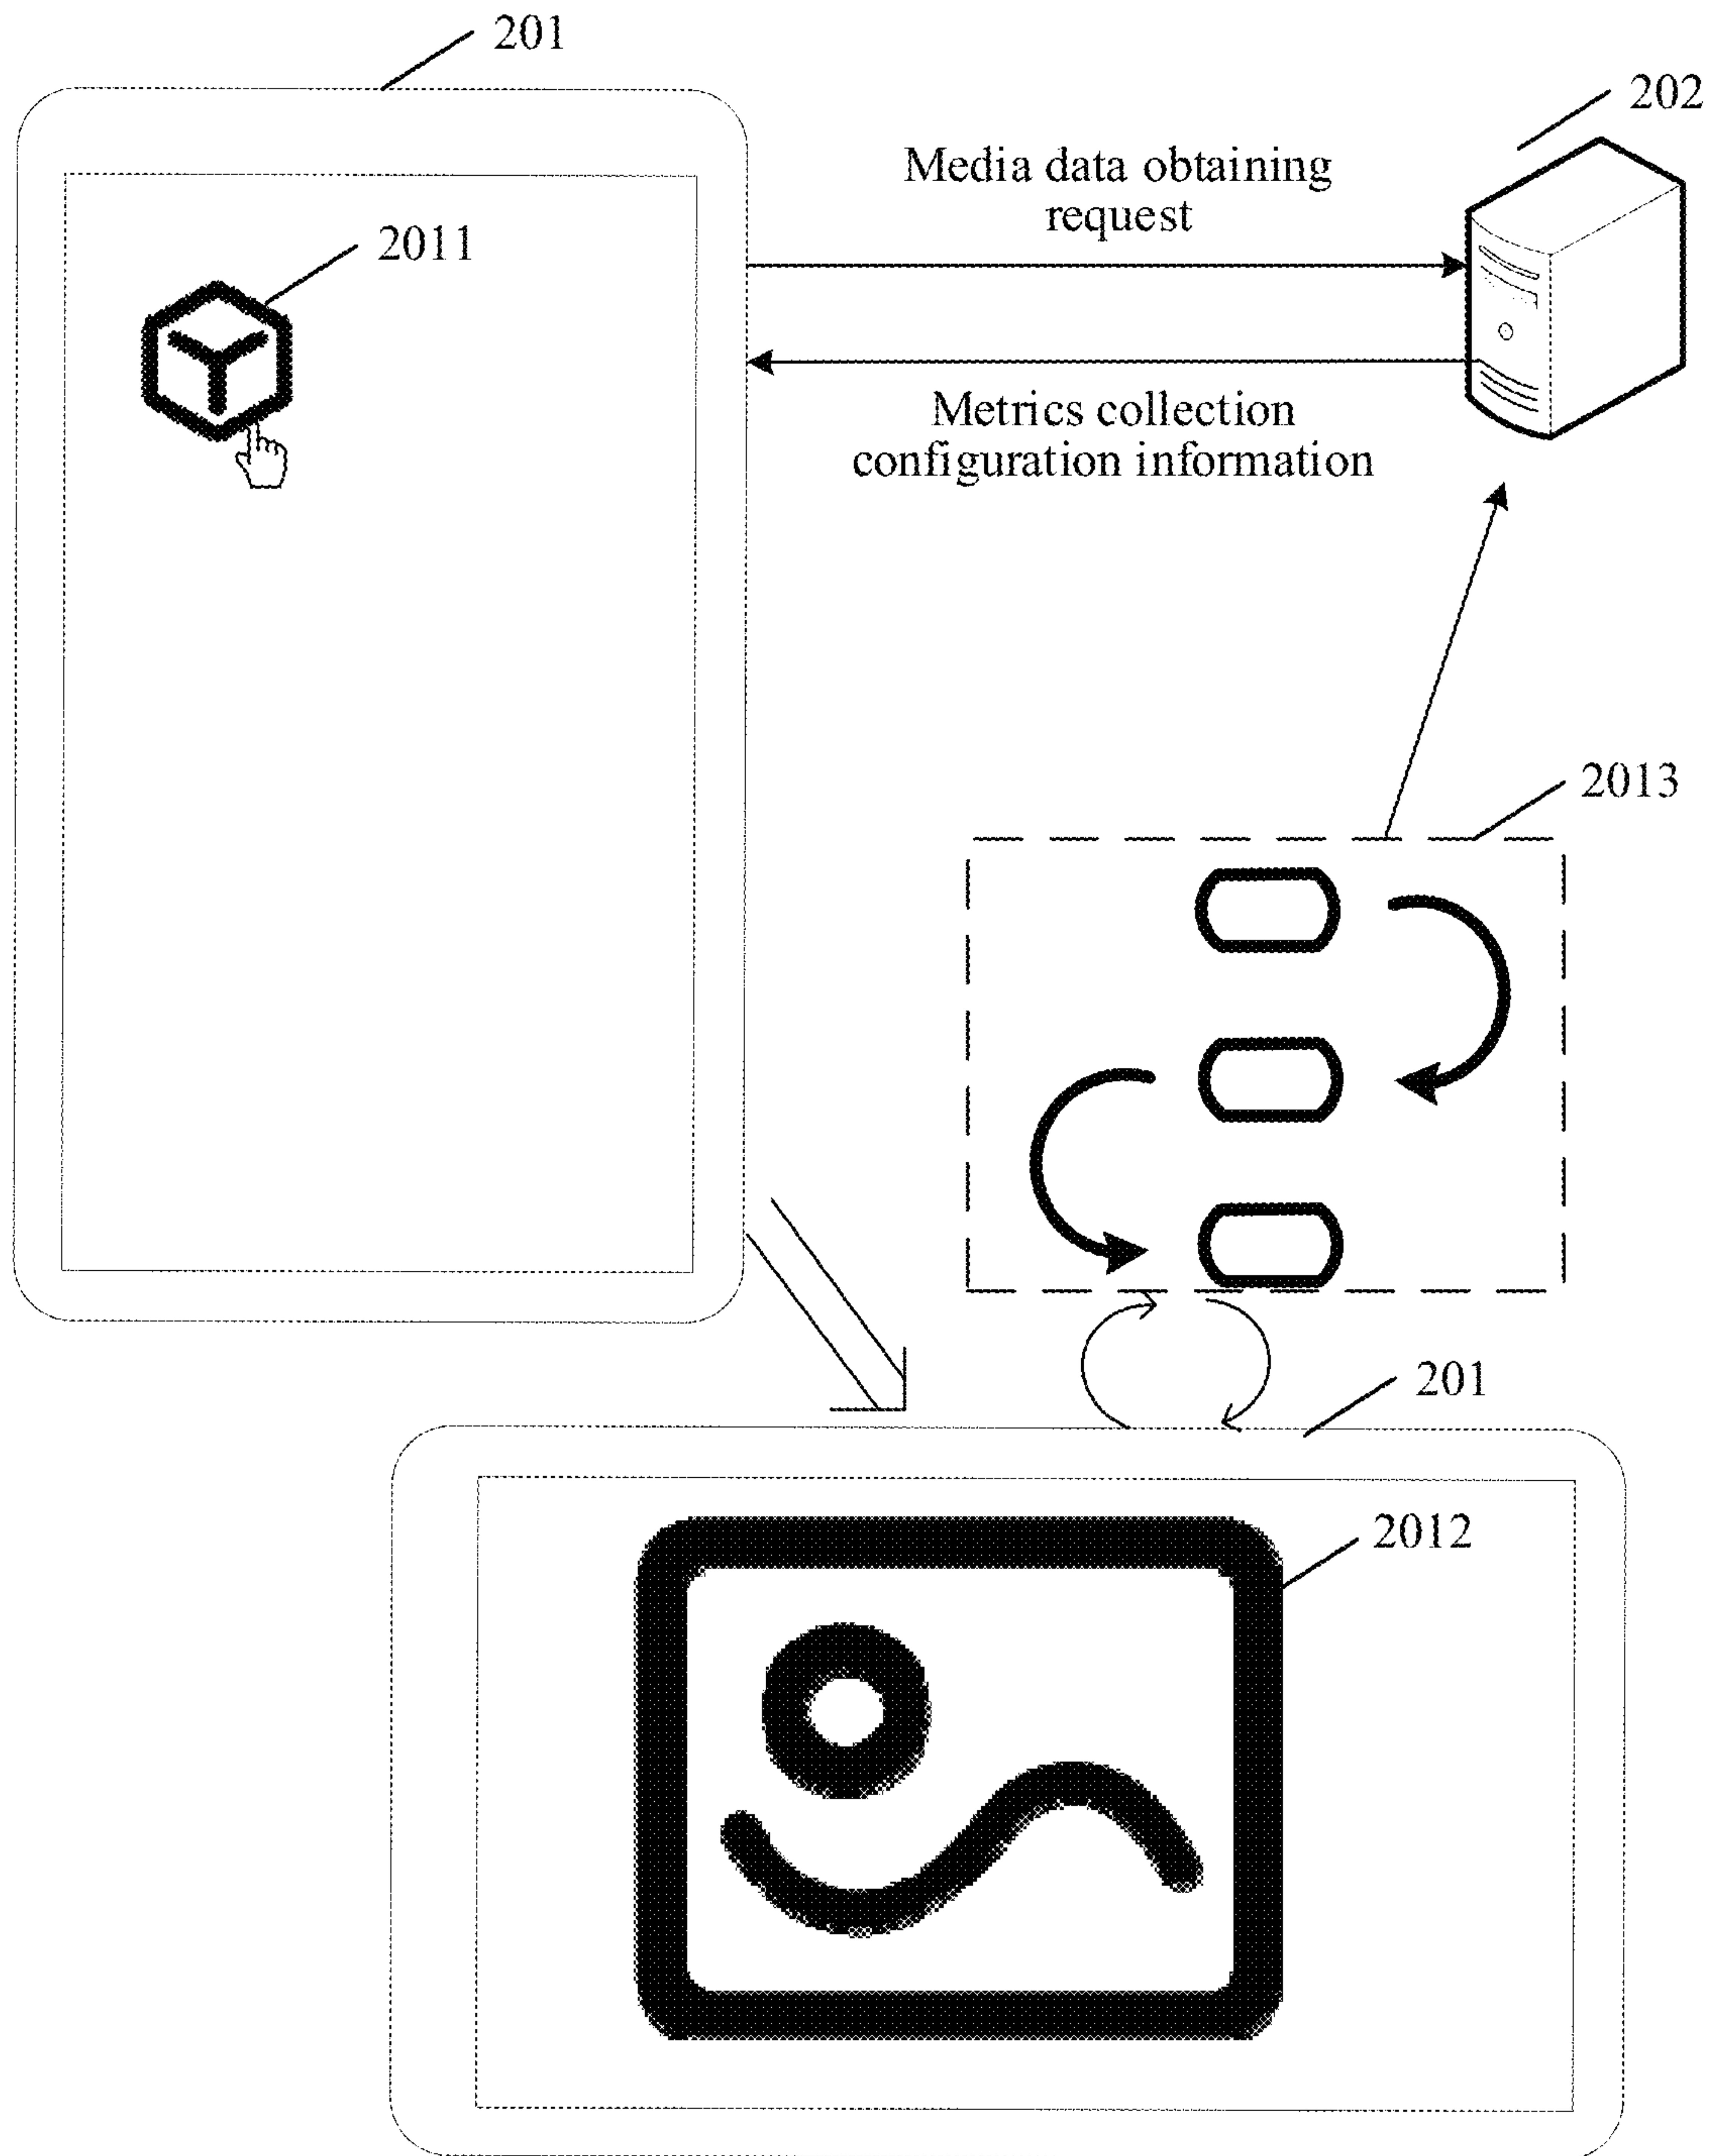 201
202
Media data obtaining
request
2011
Metrics collection
configuration information
2013
201
2012